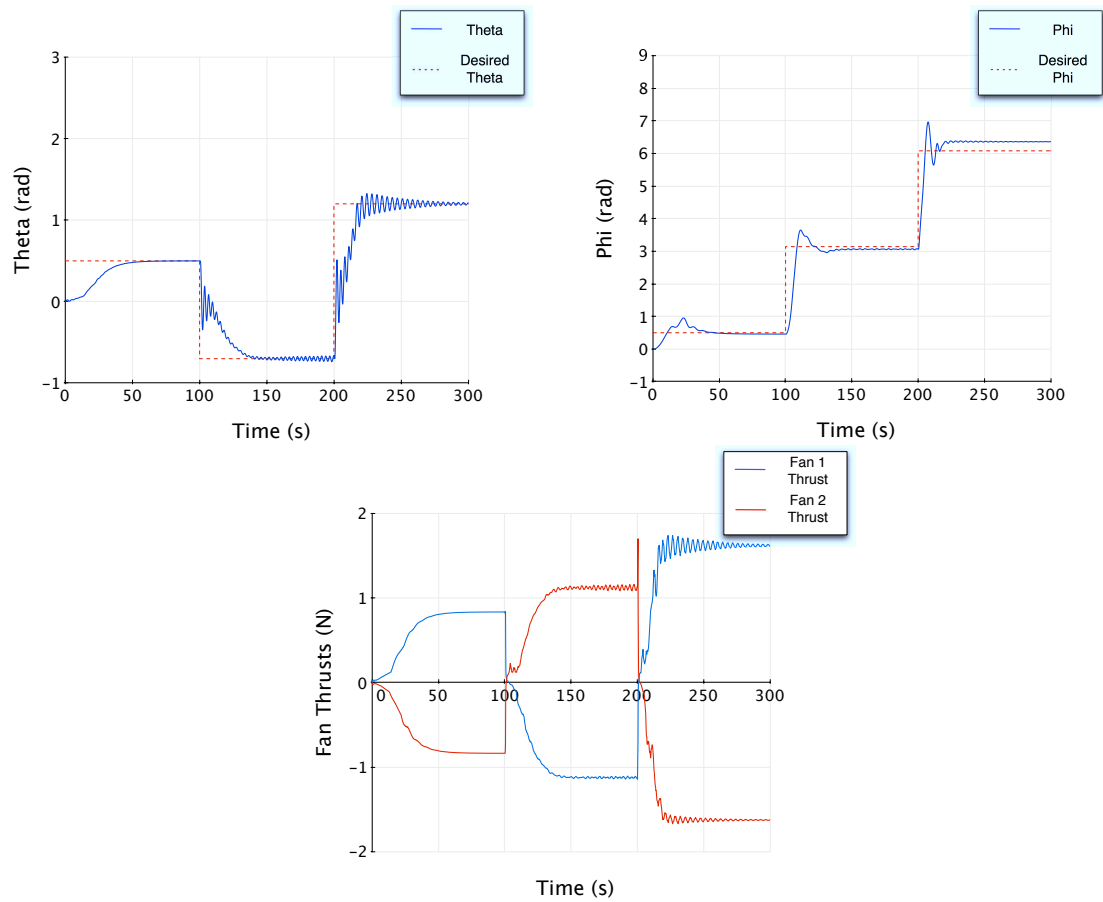 Theta
Desired
Theta
3
2
1
0
−1
0
50
100
150
200
250
300
Theta (rad)
Time (s)
Phi
Desired
Phi
9
8
7
6
5
4
3
2
1
0
−1
0
50
100
150
200
250
300
Phi (rad)
Time (s)
Fan 1
Thrust
Fan 2
Thrust
2
1
0
−1
−2
0
50
100
150
200
250
300
Fan Thrusts (N)
Time (s)